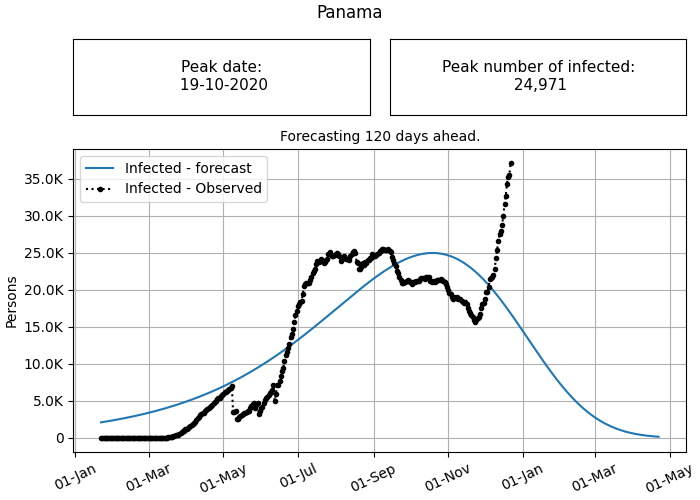 Panama
Peak date:
19-10-2020
Peak number of infected:
24,971
Forecasting 120 days ahead.
Infected - forecast
Infected - Observed
Persons
35.0K
30.0K
25.0K
20.0K
15.0K
10.0K
5.0K
0
01-Jan
01-Mar
01-May
01-Jul
01-Sep
01-Nov
01-Jan
01-Mar
01-May